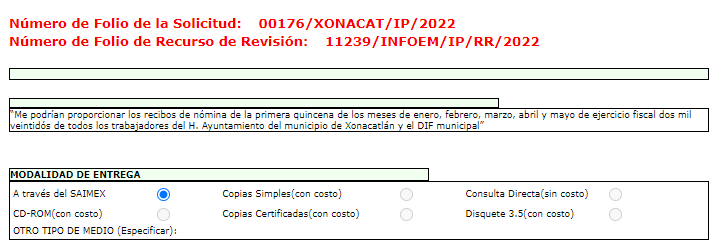 Número de Folio de la Solicitud: 00176/XONACAT/IP/2022
Número de Folio de Recurso de Revisión: 11239/INFOEM/IP/RR/2022
"Me podrían proporcionar los recibos de nómina de la primera quincena de los meses de enero, febrero, marzo, abril y mayo de ejercicio fiscal dos mil
veintidós de todos los trabajadores del H. Ayuntamiento del municipio de Xonacatlán y el DIF municipal"
MODALIDAD DE ENTREGA
A través del SAIMEX Copias Simples(con costo) Consulta Directa(sin costo)
CD-ROM(con costo) Copias Certificadas(con costo) Disquete 3.5(con costo)
OTRO TIPO DE MEDIO (Especificar):